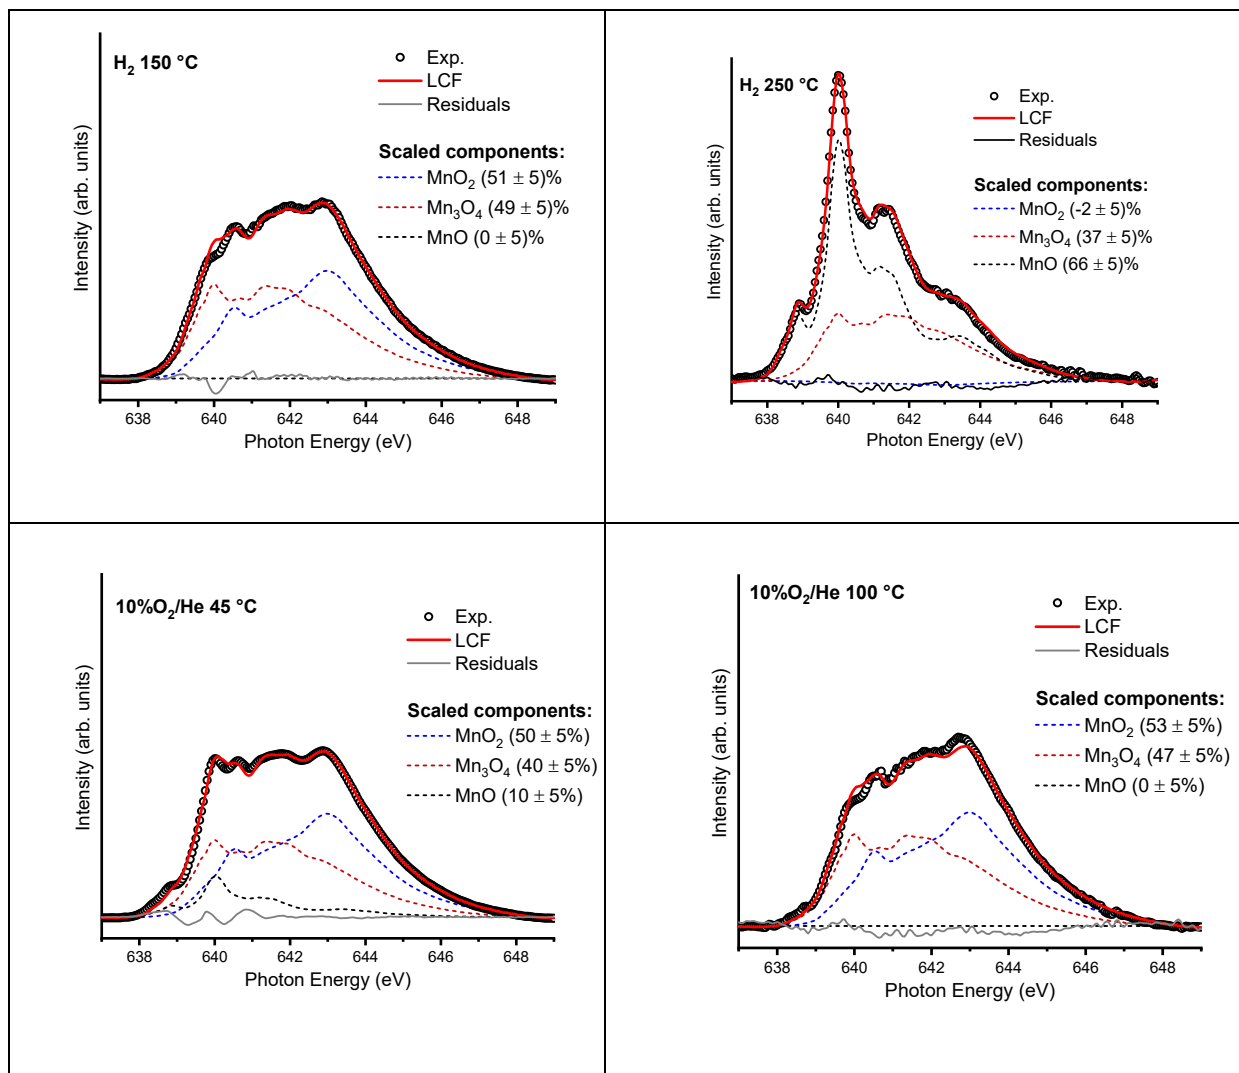 H₂ 150 °C
Exp.
LCF
Residuals
Scaled components:
MnO₂ (51 ± 5)%
Mn₃O₄ (49 ± 5)%
MnO (0 ± 5)%
Intensity (arb. units)
638 640 642 644 646 648
Photon Energy (eV)
H₂ 250 °C
Exp.
LCF
Residuals
Scaled components:
MnO₂ (-2 ± 5)%
Mn₃O₄ (37 ± 5)%
MnO (66 ± 5)%
Intensity (arb. units)
638 640 642 644 646 648
Photon Energy (eV)
10%O₂/He 45 °C
Exp.
LCF
Residuals
Scaled components:
MnO₂ (50 ± 5%)
Mn₃O₄ (40 ± 5%)
MnO (10 ± 5%)
Intensity (arb. units)
638 640 642 644 646 648
Photon Energy (eV)
10%O₂/He 100 °C
Exp.
LCF
Residuals
Scaled components:
MnO₂ (53 ± 5%)
Mn₃O₄ (47 ± 5%)
MnO (0 ± 5%)
Intensity (arb. units)
638 640 642 644 646 648
Photon Energy (eV)